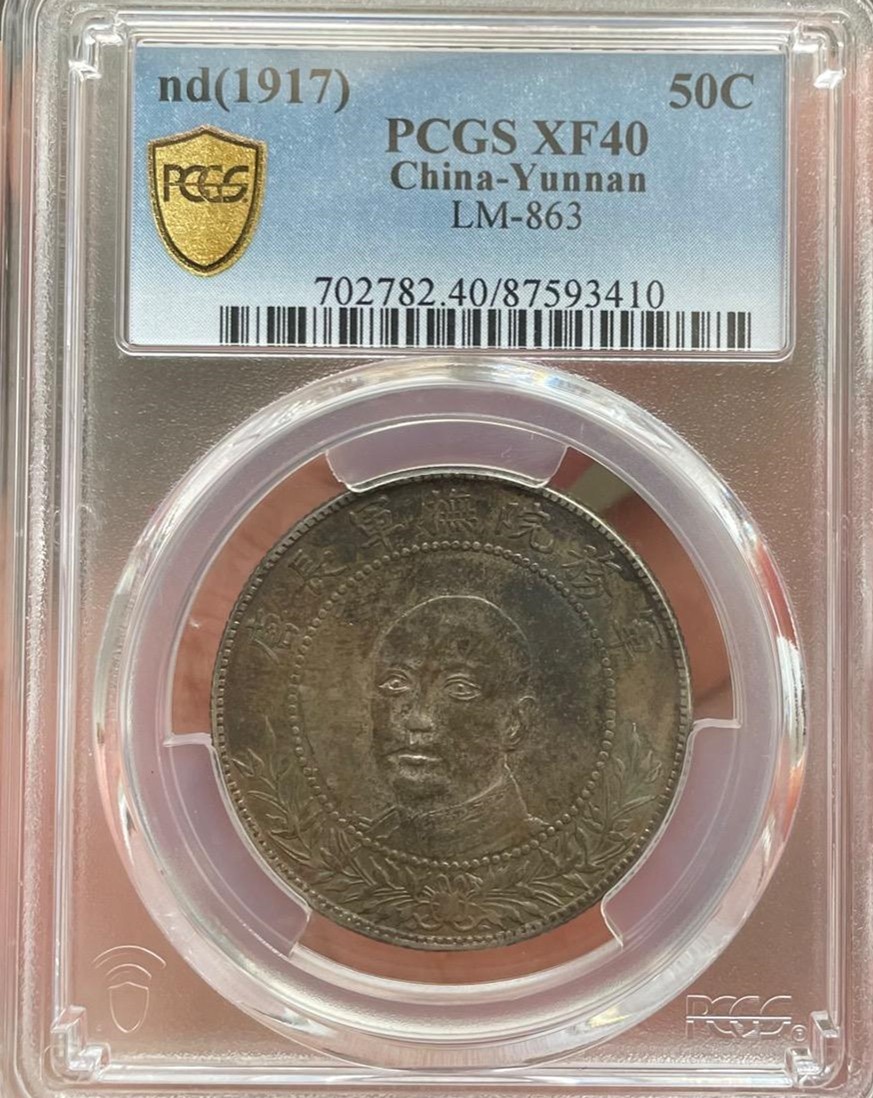 nd(1917) 50C
PCGS XF40
PCGS
China-Yunnan
LM-863
702782.40/87593410
軍務院撫軍長唐
PCGS